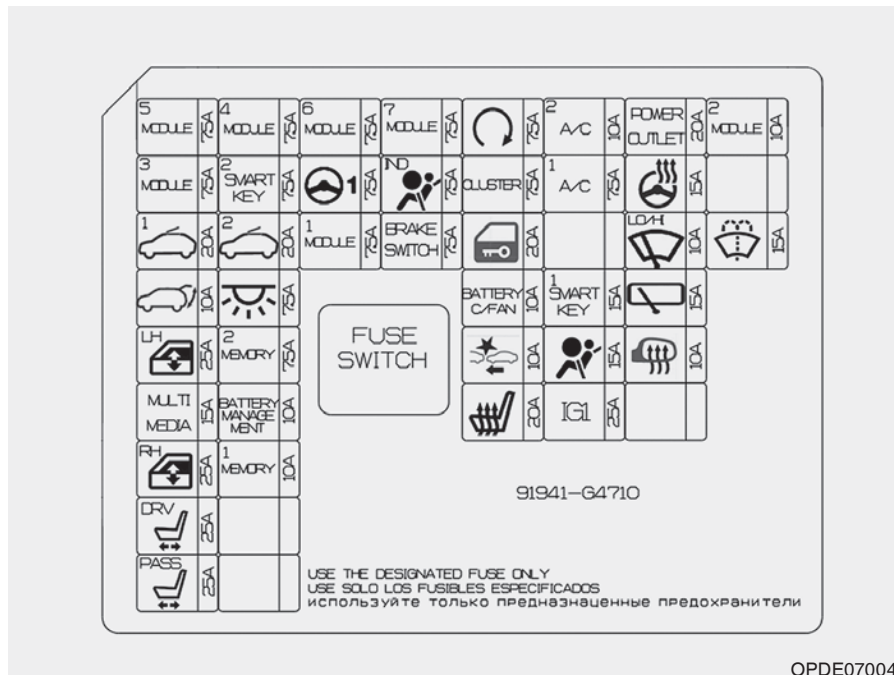 5 MODULE 7.5A 4 MODULE 7.5A 6 MODULE 7.5A 7 MODULE 7.5A 7.5A 2 A/C 10A POWER OUTLET 20A 2 MODULE 10A
3 MODULE 7.5A 2 SMART KEY 7.5A 1 7.5A IND 7.5A CLUSTER 7.5A 1 A/C 7.5A 15A
1 20A 2 20A 1 MODULE 7.5A BRAKE SWITCH 7.5A 20A LO/HI 10A 15A
10A 7.5A BATTERY C/FAN 10A 1 SMART KEY 15A 15A
FUSE
SWITCH
LH 25A 2 MEMORY 7.5A 10A 15A 10A
MULTI MEDIA 15A BATTERY MANAGE MENT 10A 20A IG1 25A
RH 25A 1 MEMORY 10A
91941-G4710
DRV 25A
PASS 25A
USE THE DESIGNATED FUSE ONLY
USE SOLO LOS FUSIBLES ESPECIFICADOS
используйте только предназнаценные предохранители
OPDE07004